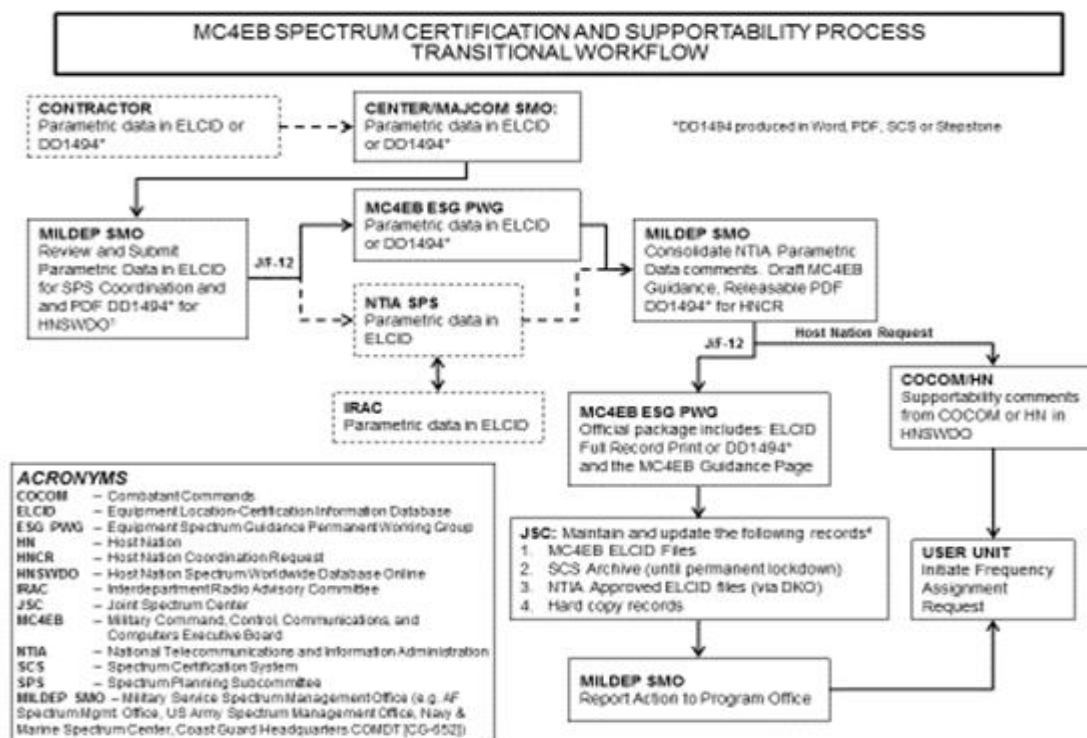 MC4EB SPECTRUM CERTIFICATION AND SUPPORTABILITY PROCESS
TRANSITIONAL WORKFLOW
CONTRACTOR
Parametric data in ELCID or
DD1494*
CENTER/MAJCOM SMO:
Parametric data in ELCID
or DD1494*
*DD1494 produced in Word, PDF, SCS or Stepstone
MILDEP SMO
Review and Submit
Parametric Data in ELCID
for SPS Coordination and
and PDF DD1494* for
HNSWDO¹
J/F-12
MC4EB ESG PWG
Parametric data in ELCID
or DD1494*
NTIA SPS
Parametric data in
ELCID
IRAC
Parametric data in ELCID
MILDEP SMO
Consolidate NTIA Parametric
Data comments. Draft MC4EB
Guidance, Releasable PDF
DD1494* for HNCR
J/F-12
Host Nation Request
MC4EB ESG PWG
Official package includes: ELCID
Full Record Print or DD1494*
and the MC4EB Guidance Page
COCOM/HN
Supportability comments
from COCOM or HN in
HNSWDO
JSC: Maintain and update the following records⁴
1. MC4EB ELCID Files
2. SCS Archive (until permanent lockdown)
3. NTIA Approved ELCID files (via DKO)
4. Hard copy records
USER UNIT
Initiate Frequency
Assignment
Request
MILDEP SMO
Report Action to Program Office
ACRONYMS
COCOM – Combatant Commands
ELCID – Equipment Location-Certification Information Database
ESG PWG – Equipment Spectrum Guidance Permanent Working Group
HN – Host Nation
HNCR – Host Nation Coordination Request
HNSWDO – Host Nation Spectrum Worldwide Database Online
IRAC – Interdepartment Radio Advisory Committee
JSC – Joint Spectrum Center
MC4EB – Military Command, Control, Communications, and
Computers Executive Board
NTIA – National Telecommunications and Information Administration
SCS – Spectrum Certification System
SPS – Spectrum Planning Subcommittee
MILDEP SMO – Military Service Spectrum Management Office (e.g. AF
Spectrum Mgmt. Office, US Army Spectrum Management Office, Navy &
Marine Spectrum Center, Coast Guard Headquarters COMDT [CG-652])